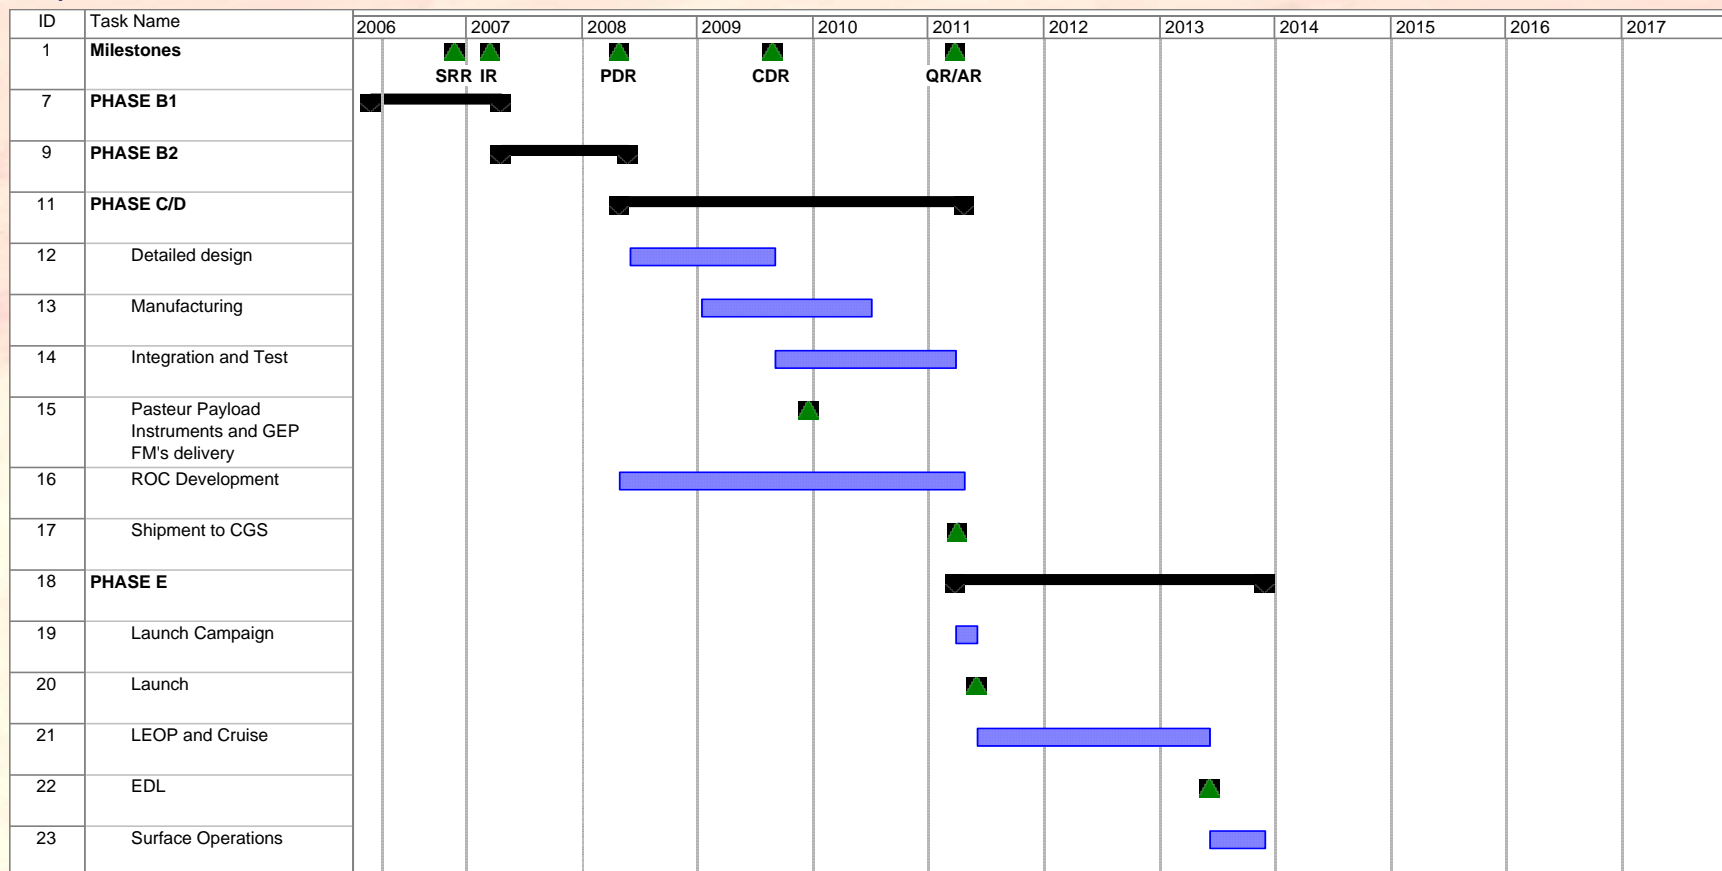 ID Task Name 2006 2007 2008 2009 2010 2011 2012 2013 2014 2015 2016 2017
1 Milestones
SRR IR PDR CDR QR/AR
7 PHASE B1
9 PHASE B2
11 PHASE C/D
12 Detailed design
13 Manufacturing
14 Integration and Test
15 Pasteur Payload
Instruments and GEP
FM's delivery
16 ROC Development
17 Shipment to CGS
18 PHASE E
19 Launch Campaign
20 Launch
21 LEOP and Cruise
22 EDL
23 Surface Operations